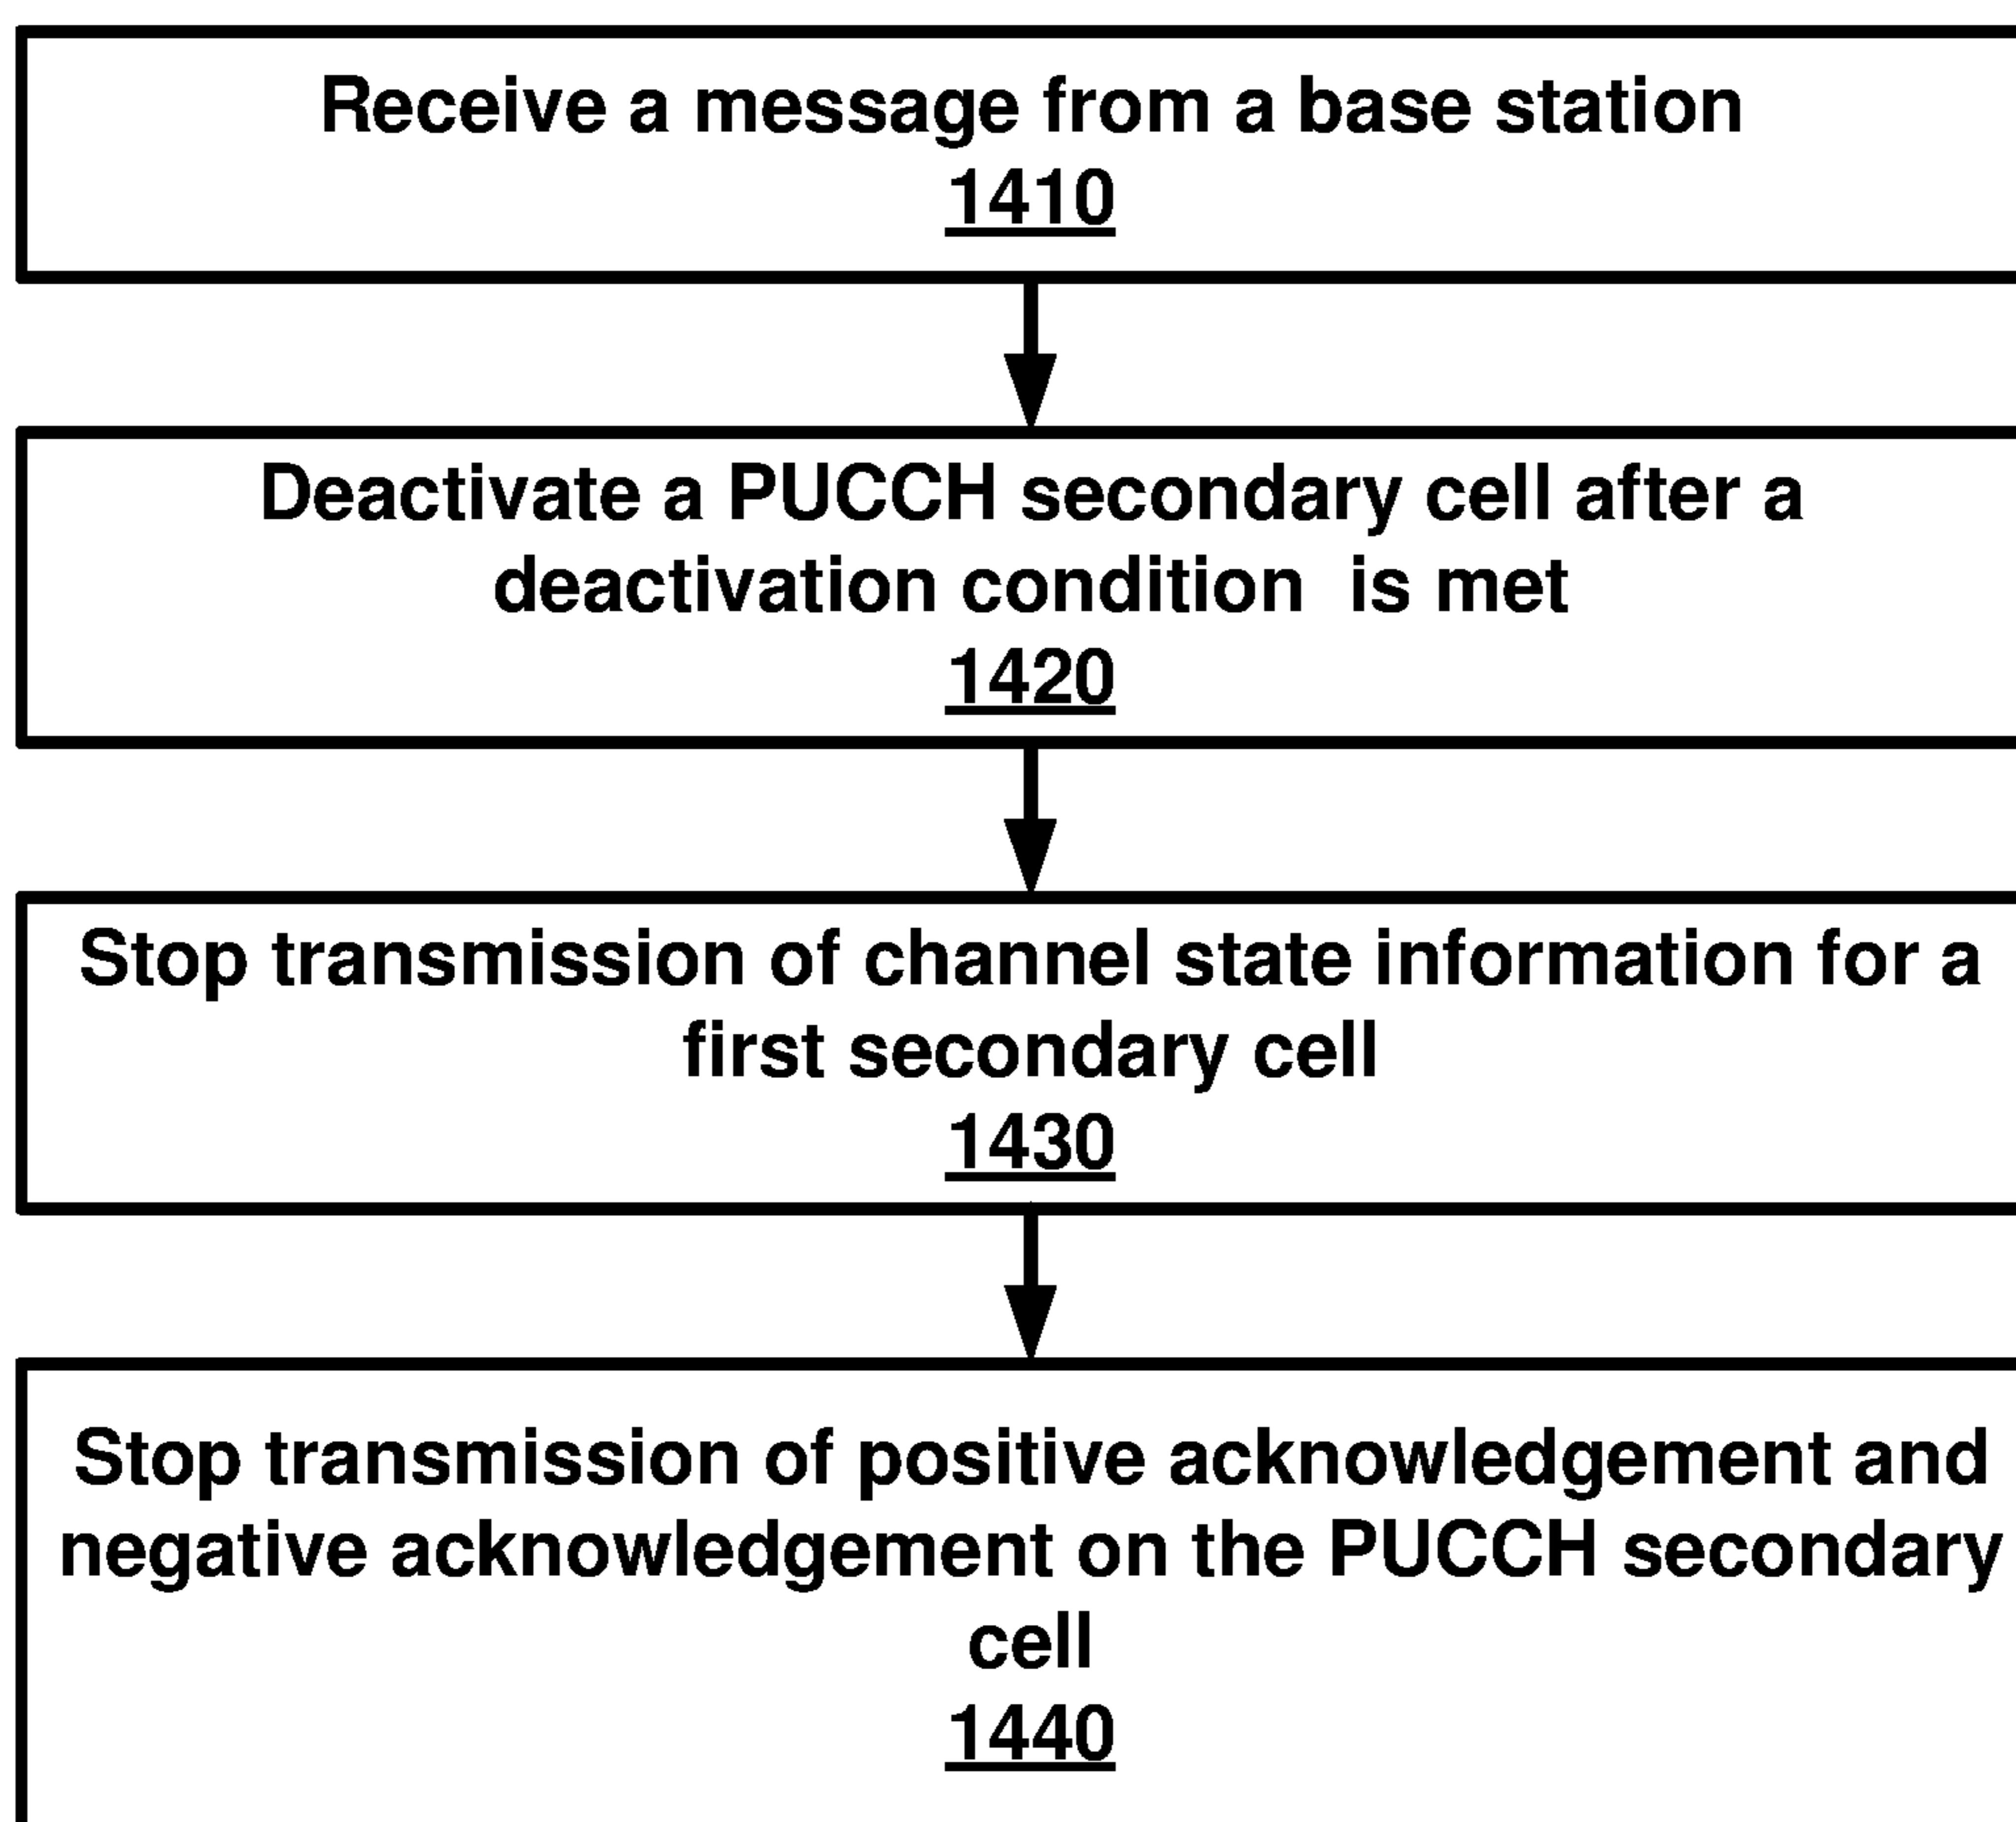 Receive a message from a base station
1410
Deactivate a PUCCH secondary cell after a
deactivation condition is met
1420
Stop transmission of channel state information for a
first secondary cell
1430
Stop transmission of positive acknowledgement and
negative acknowledgement on the PUCCH secondary
cell
1440